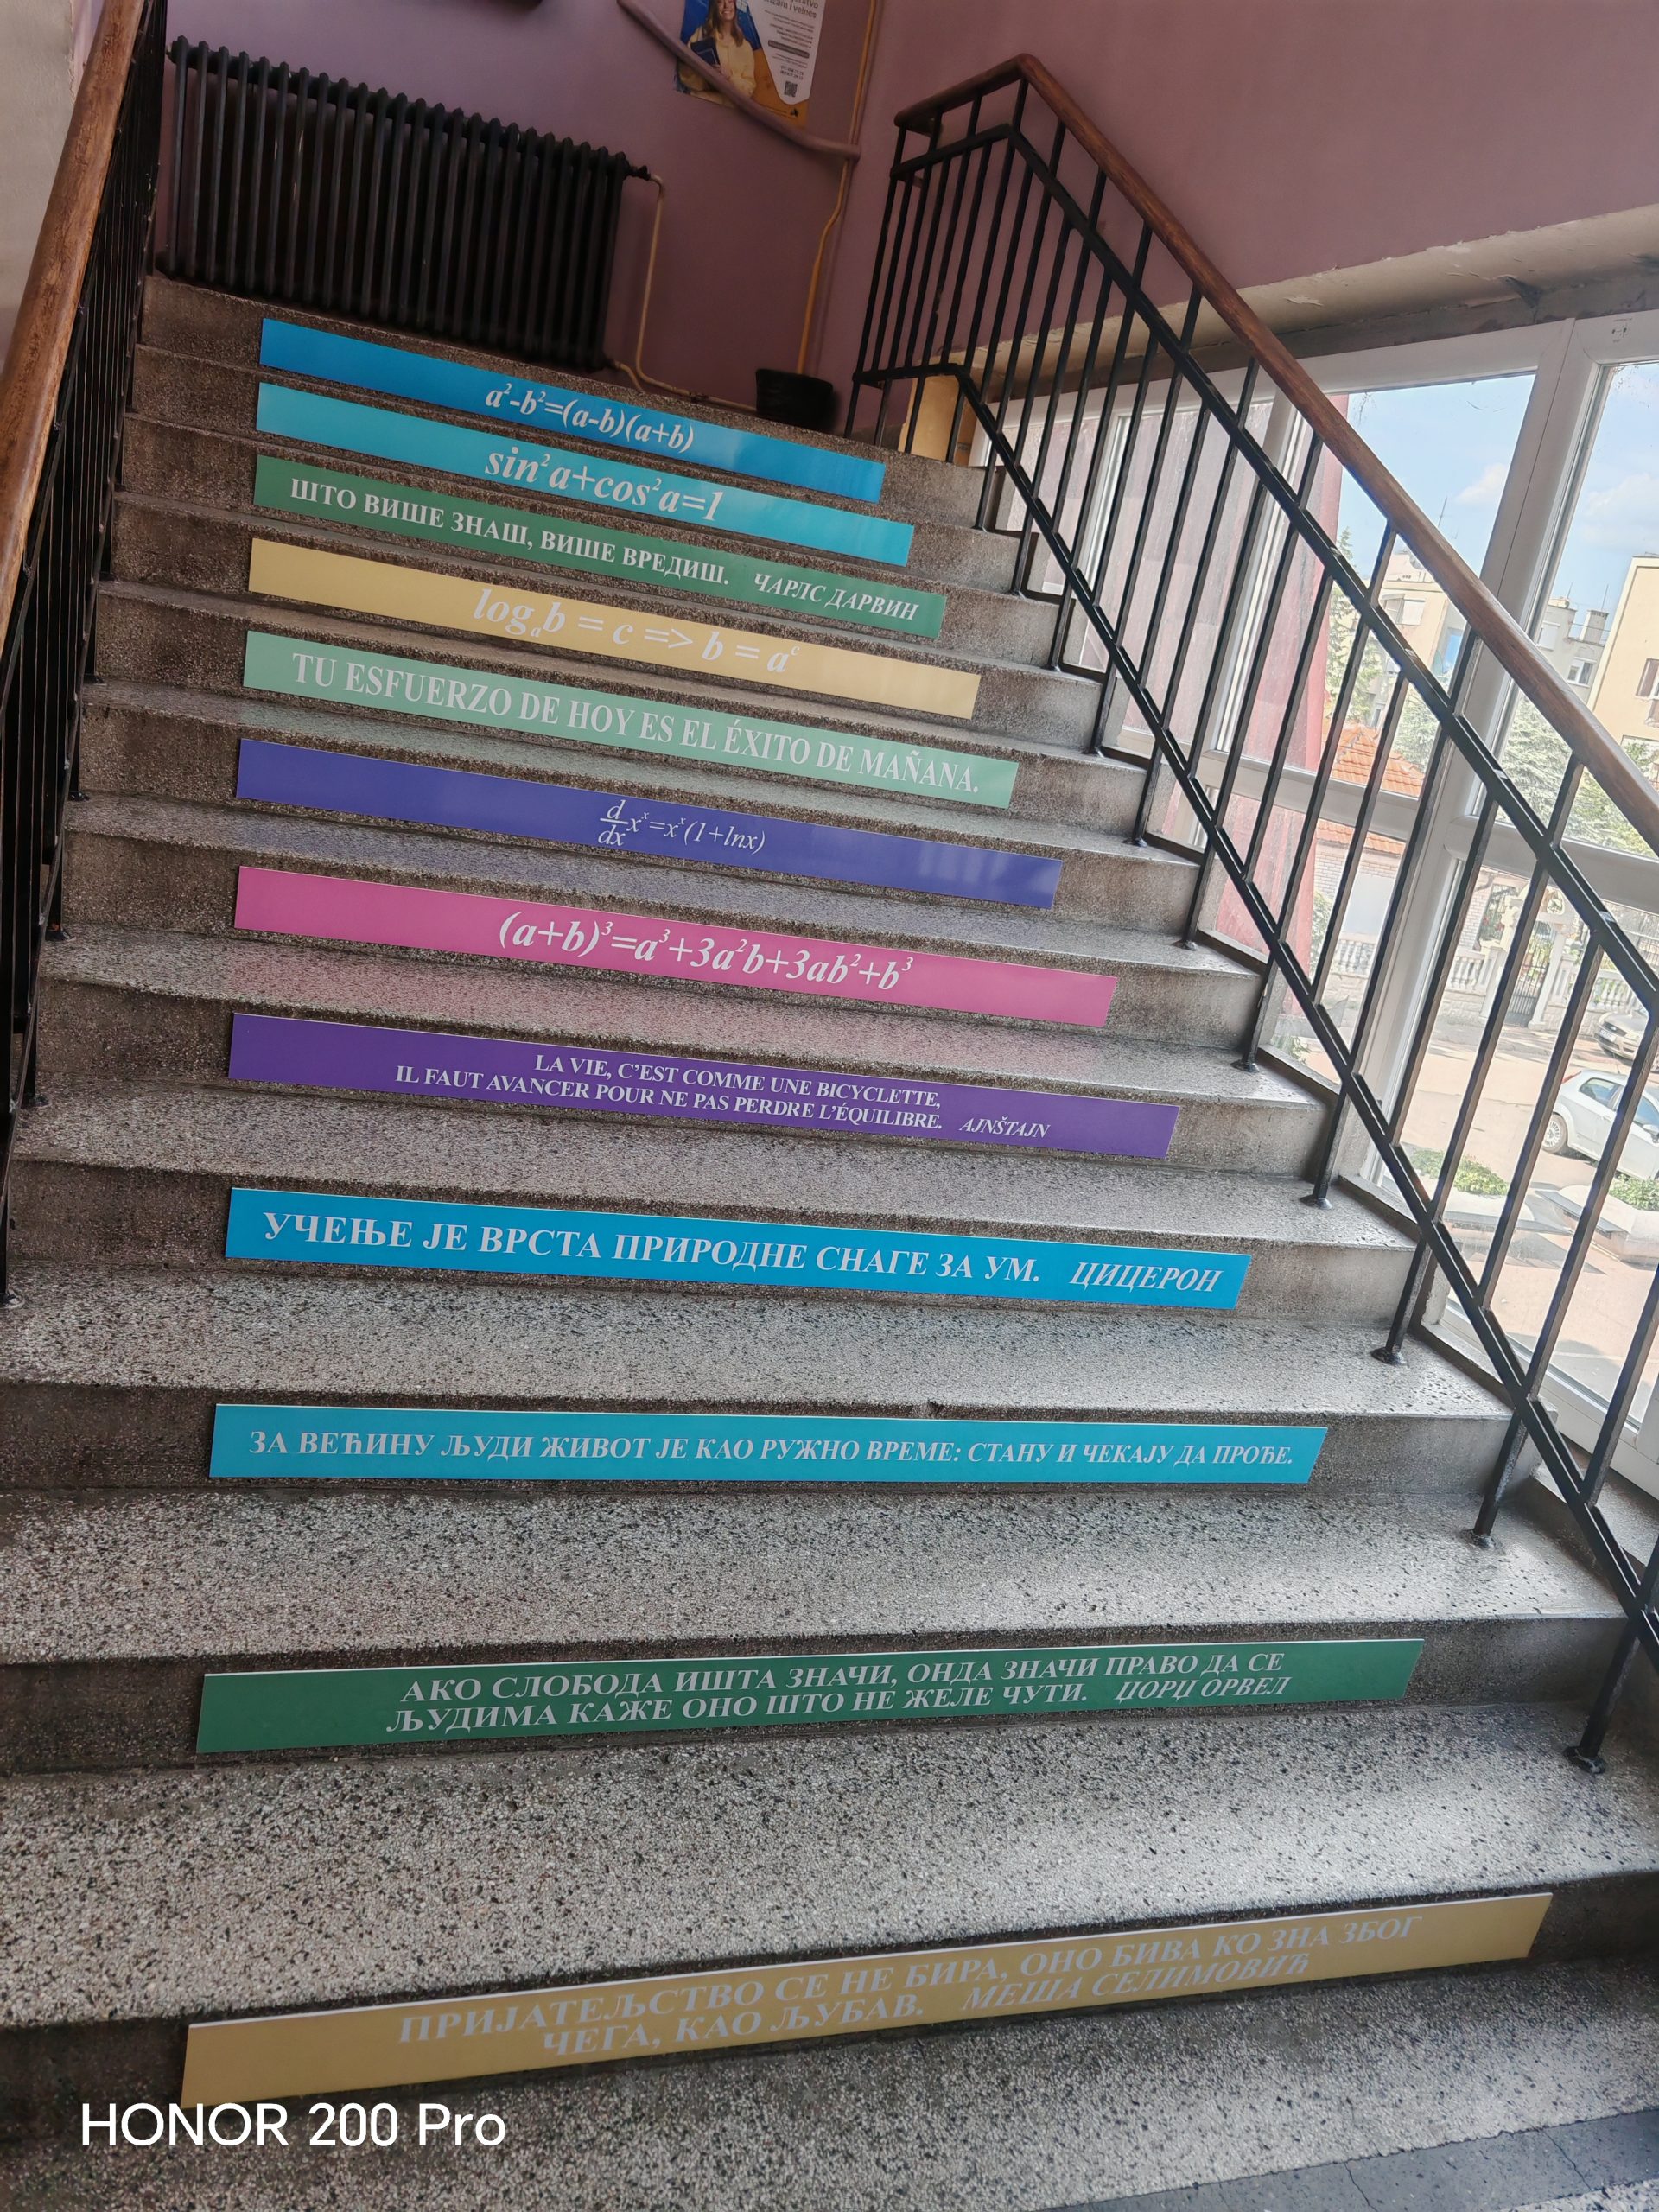 a²-b²=(a-b)(a+b)
sin²a+cos²a=1
ШТО ВИШЕ ЗНАШ, ВИШЕ ВРЕДИШ. ЧАРЛС ДАРВИН
logₐb = c => b = aᶜ
TU ESFUERZO DE HOY ES EL ÉXITO DE MAÑANA.
d/dx xˣ=xˣ(1+lnx)
(a+b)³=a³+3a²b+3ab²+b³
LA VIE, C’EST COMME UNE BICYCLETTE,
IL FAUT AVANCER POUR NE PAS PERDRE L’ÉQUILIBRE. AJNŠTAJN
УЧЕЊЕ ЈЕ ВРСТА ПРИРОДНЕ СНАГЕ ЗА УМ. ЦИЦЕРОН
ЗА ВЕЋИНУ ЉУДИ ЖИВОТ ЈЕ КАО РУЖНО ВРЕМЕ: СТАНУ И ЧЕКАЈУ ДА ПРОЂЕ.
АКО СЛОБОДА ИШТА ЗНАЧИ, ОНДА ЗНАЧИ ПРАВО ДА СЕ
ЉУДИМА КАЖЕ ОНО ШТО НЕ ЖЕЛЕ ЧУТИ. ЏОРЏ ОРВЕЛ
ПРИЈАТЕЉСТВО СЕ НЕ БИРА, ОНО БИВА КО ЗНА ЗБОГ
ЧЕГА, КАО ЉУБАВ. МЕША СЕЛИМОВИЋ
HONOR 200 Pro